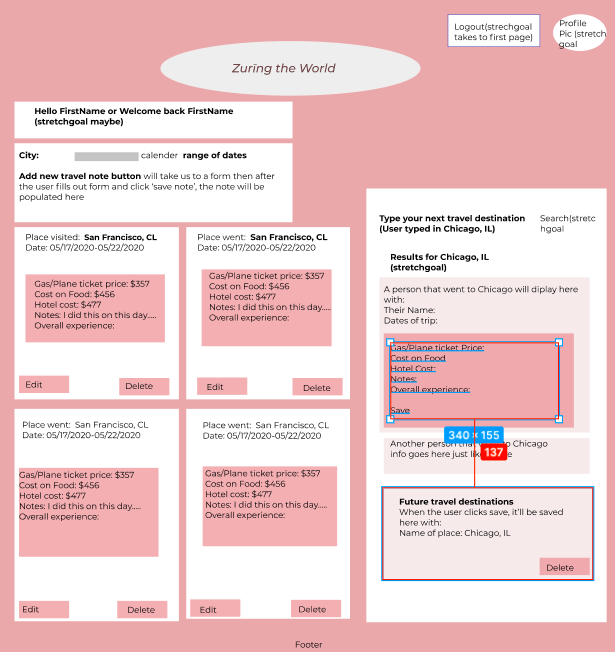 Logout(strechgoal
takes to first page)
Profile
Pic (stretch
goal
Zuring the World
Hello FirstName or Welcome back FirstName
(stretchgoal maybe)
City: calender range of dates
Add new travel note button will take us to a form then after
the user fills out form and click ‘save note’, the note will be
populated here
Place visited: San Francisco, CL
Date: 05/17/2020-05/22/2020
Gas/Plane ticket price: $357
Cost on Food: $456
Hotel cost: $477
Notes: I did this on this day.....
Overall experience:
Edit
Delete
Place went: San Francisco, CL
Date: 05/17/2020-05/22/2020
Gas/Plane ticket price: $357
Cost on Food: $456
Hotel cost: $477
Notes: I did this on this day.....
Overall experience:
Edit
Delete
Place went: San Francisco, CL
Date: 05/17/2020-05/22/2020
Gas/Plane ticket price: $357
Cost on Food: $456
Hotel cost: $477
Notes: I did this on this day.....
Overall experience:
Edit
Delete
Place went: San Francisco, CL
Date: 05/17/2020-05/22/2020
Gas/Plane ticket price: $357
Cost on Food: $456
Hotel cost: $477
Notes: I did this on this day.....
Overall experience:
Edit
Delete
Type your next travel destination
(User typed in Chicago, IL)
Search(stretc
hgoal
Results for Chicago, IL
(stretchgoal)
A person that went to Chicago will diplay here
with:
Their Name:
Dates of trip:
Gas/Plane ticket Price:
Cost on Food
Hotel Cost:
Notes:
Overall experience:
Save
340 × 155
137
Another person to Chicago
info goes here just
Future travel destinations
When the user clicks save, it’ll be saved
here with:
Name of place: Chicago, IL
Delete
Footer